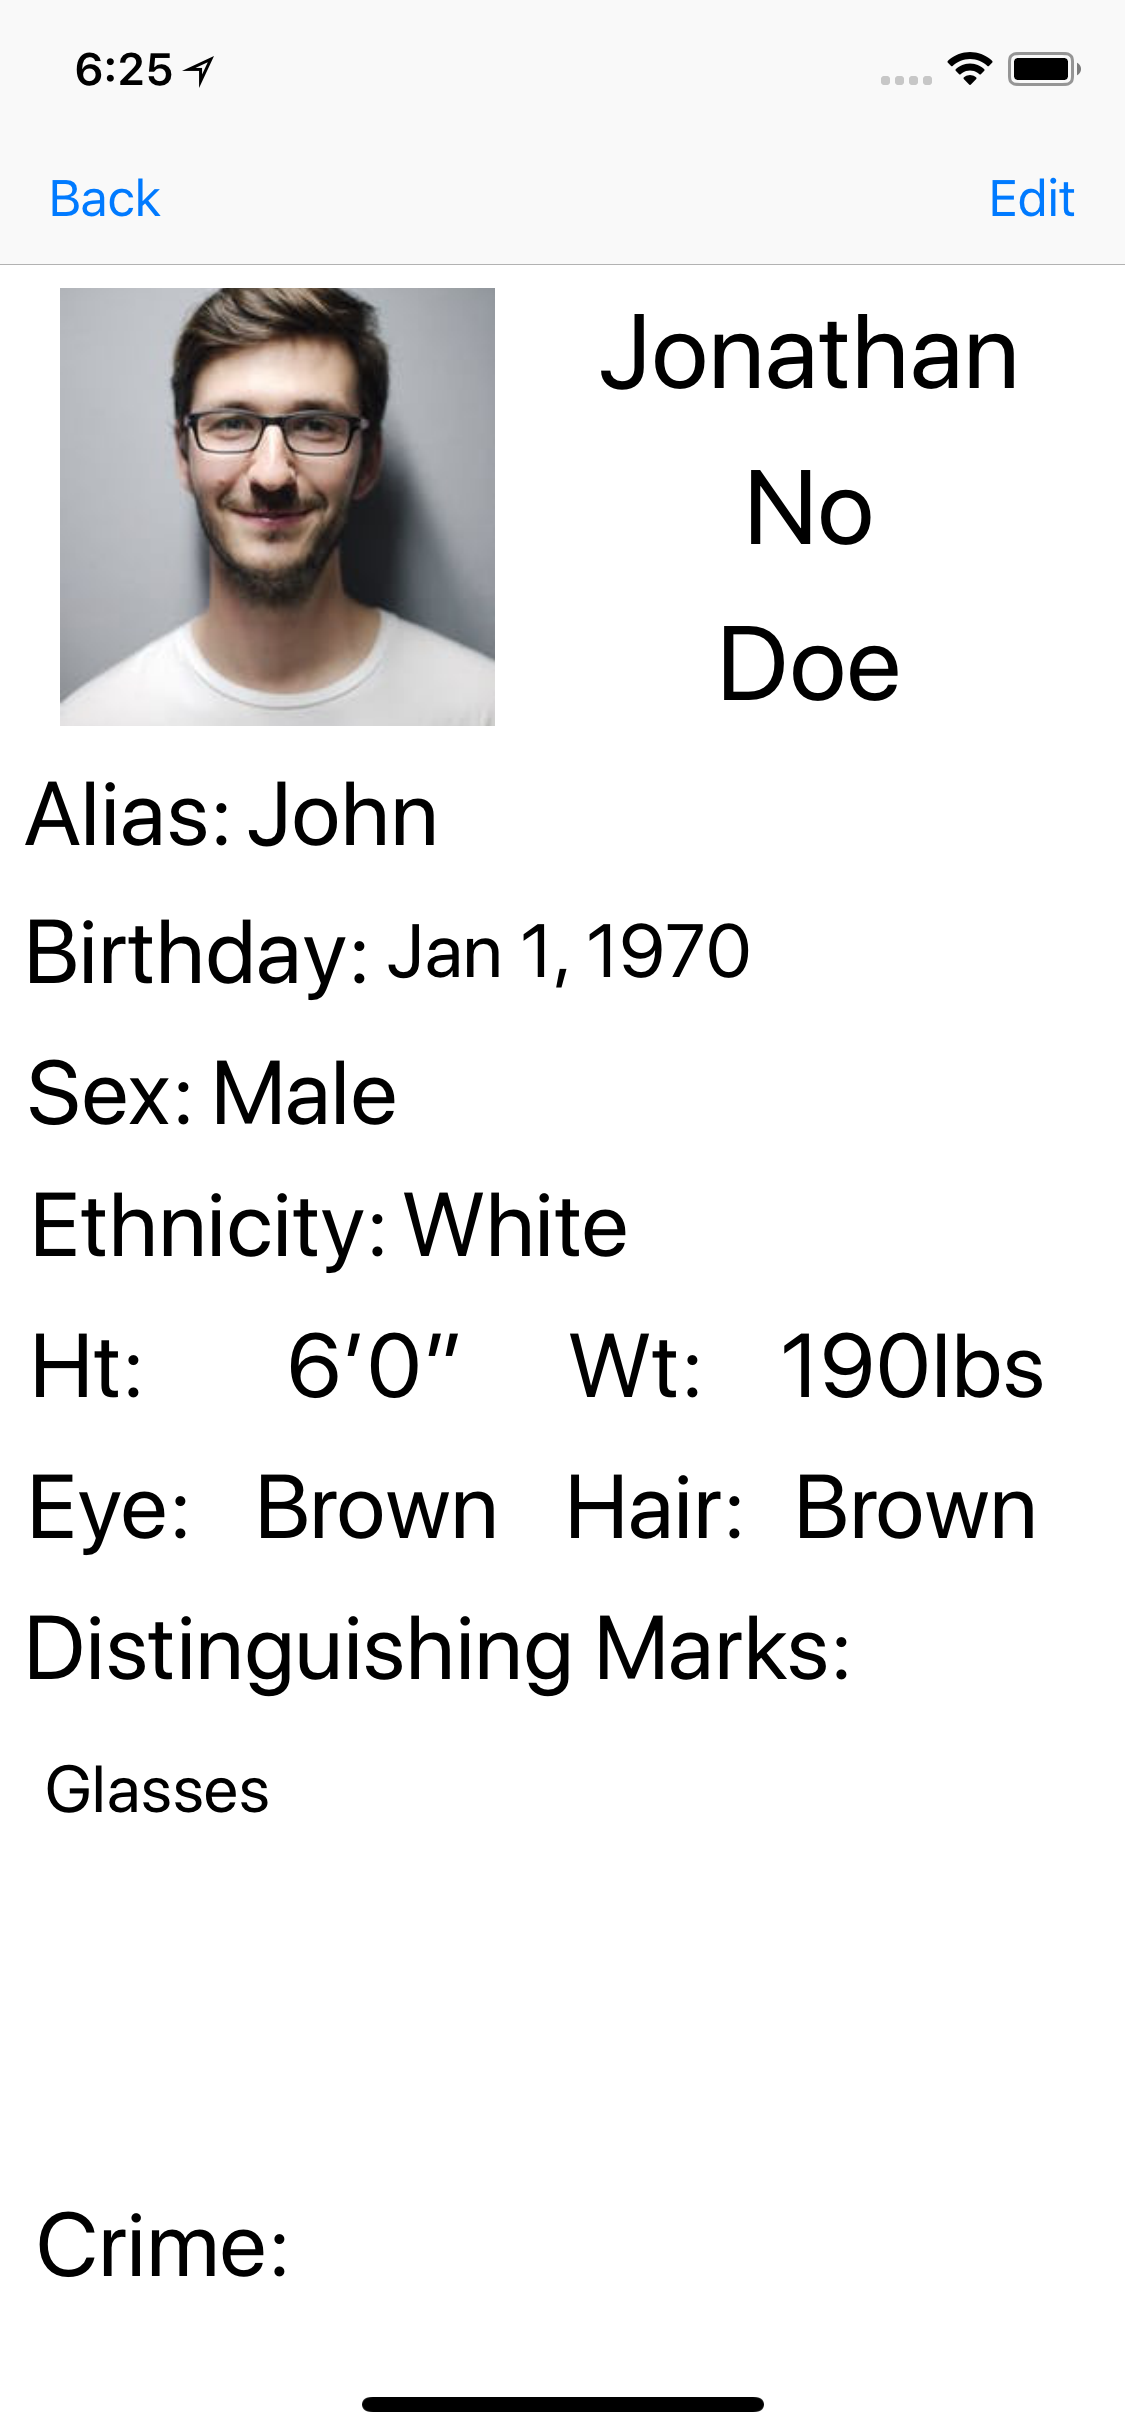 6:25
Back Edit
Jonathan
No
Doe
Alias: John
Birthday: Jan 1, 1970
Sex: Male
Ethnicity: White
Ht: 6′0″ Wt: 190lbs
Eye: Brown Hair: Brown
Distinguishing Marks:
Glasses
Crime: